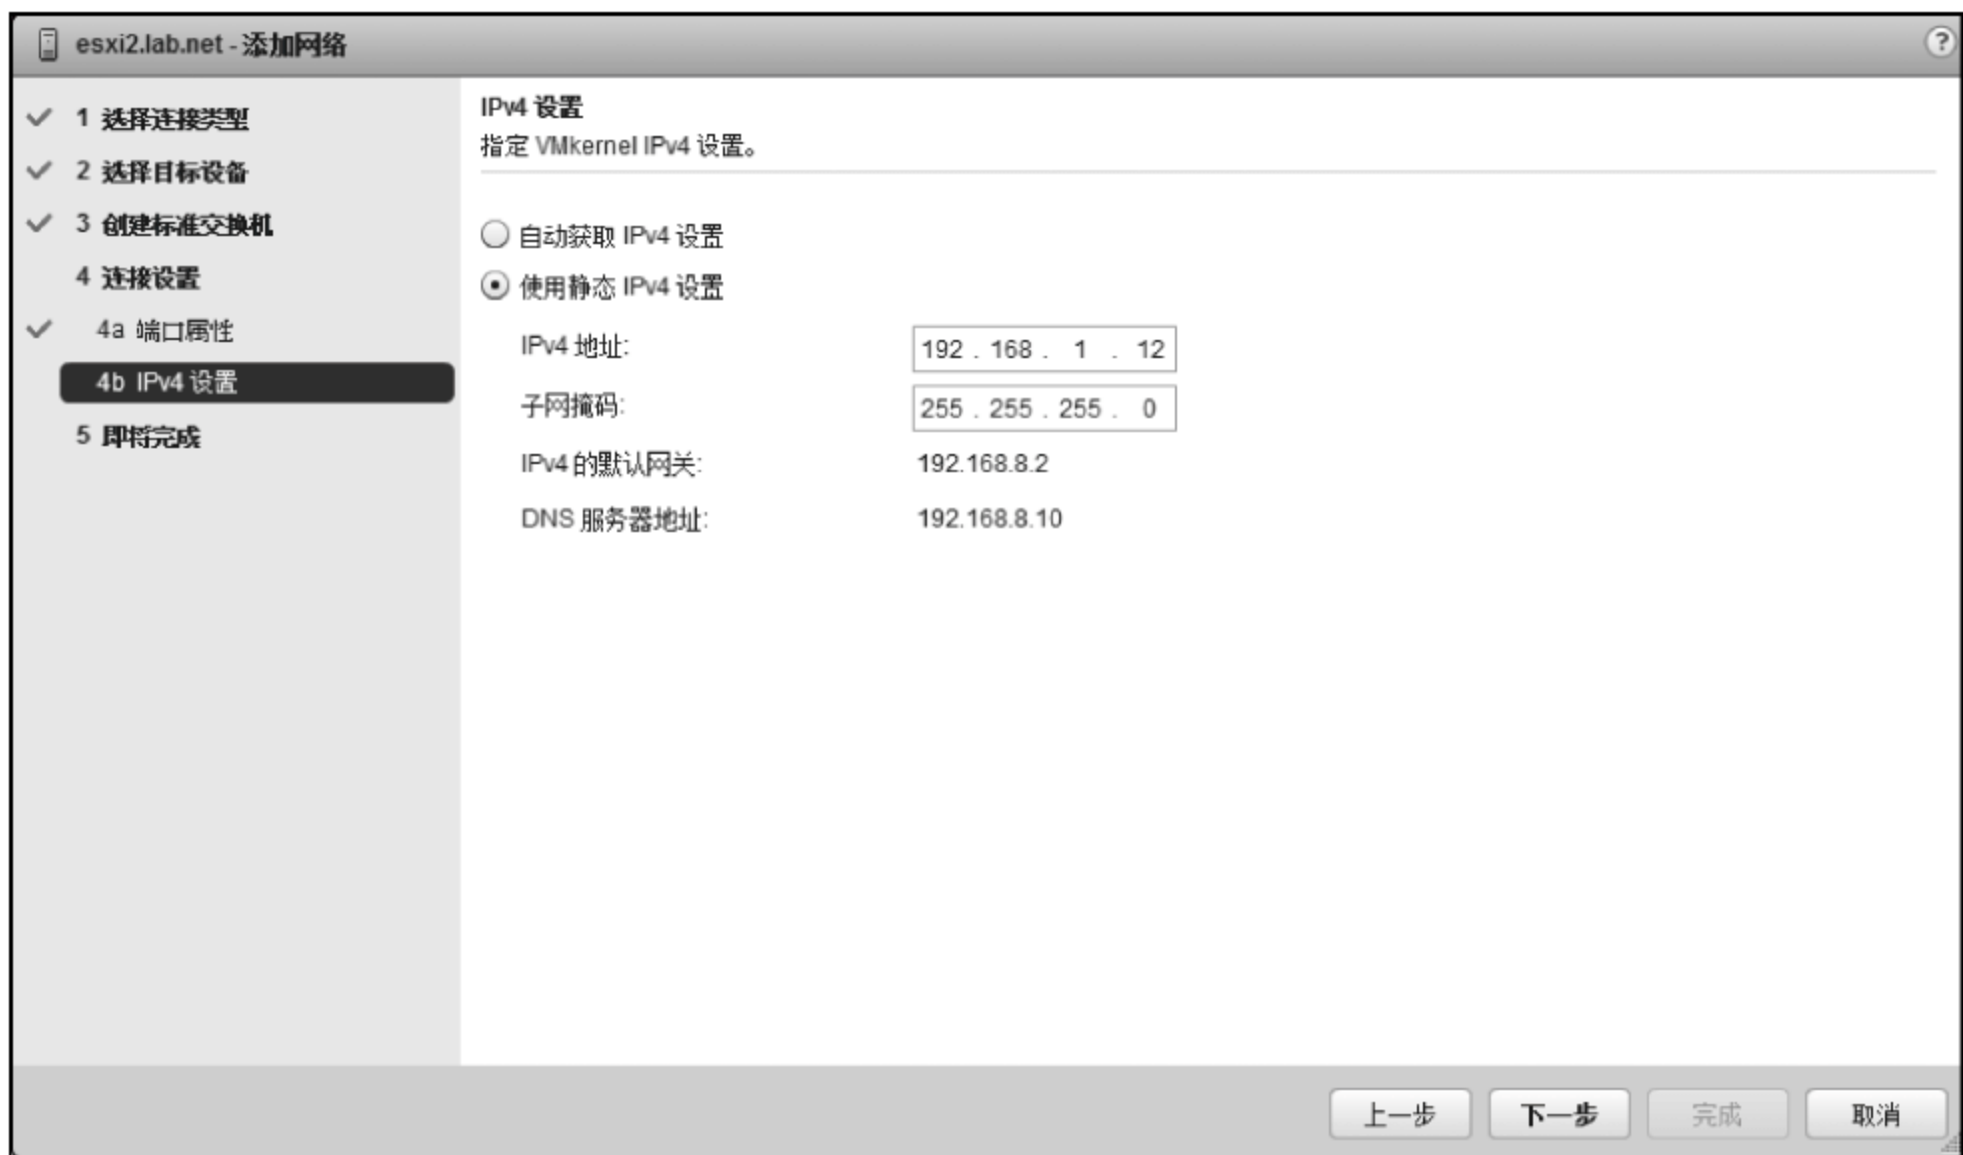 esxi2.lab.net - 添加网络
?
1 选择连接类型
2 选择目标设备
3 创建标准交换机
4 连接设置
4a 端口属性
4b IPv4 设置
5 即将完成
IPv4 设置
指定 VMkernel IPv4 设置。
自动获取 IPv4 设置
使用静态 IPv4 设置
IPv4 地址: 192 . 168 . 1 . 12
子网掩码: 255 . 255 . 255 . 0
IPv4 的默认网关: 192.168.8.2
DNS 服务器地址: 192.168.8.10
上一步 下一步 完成 取消